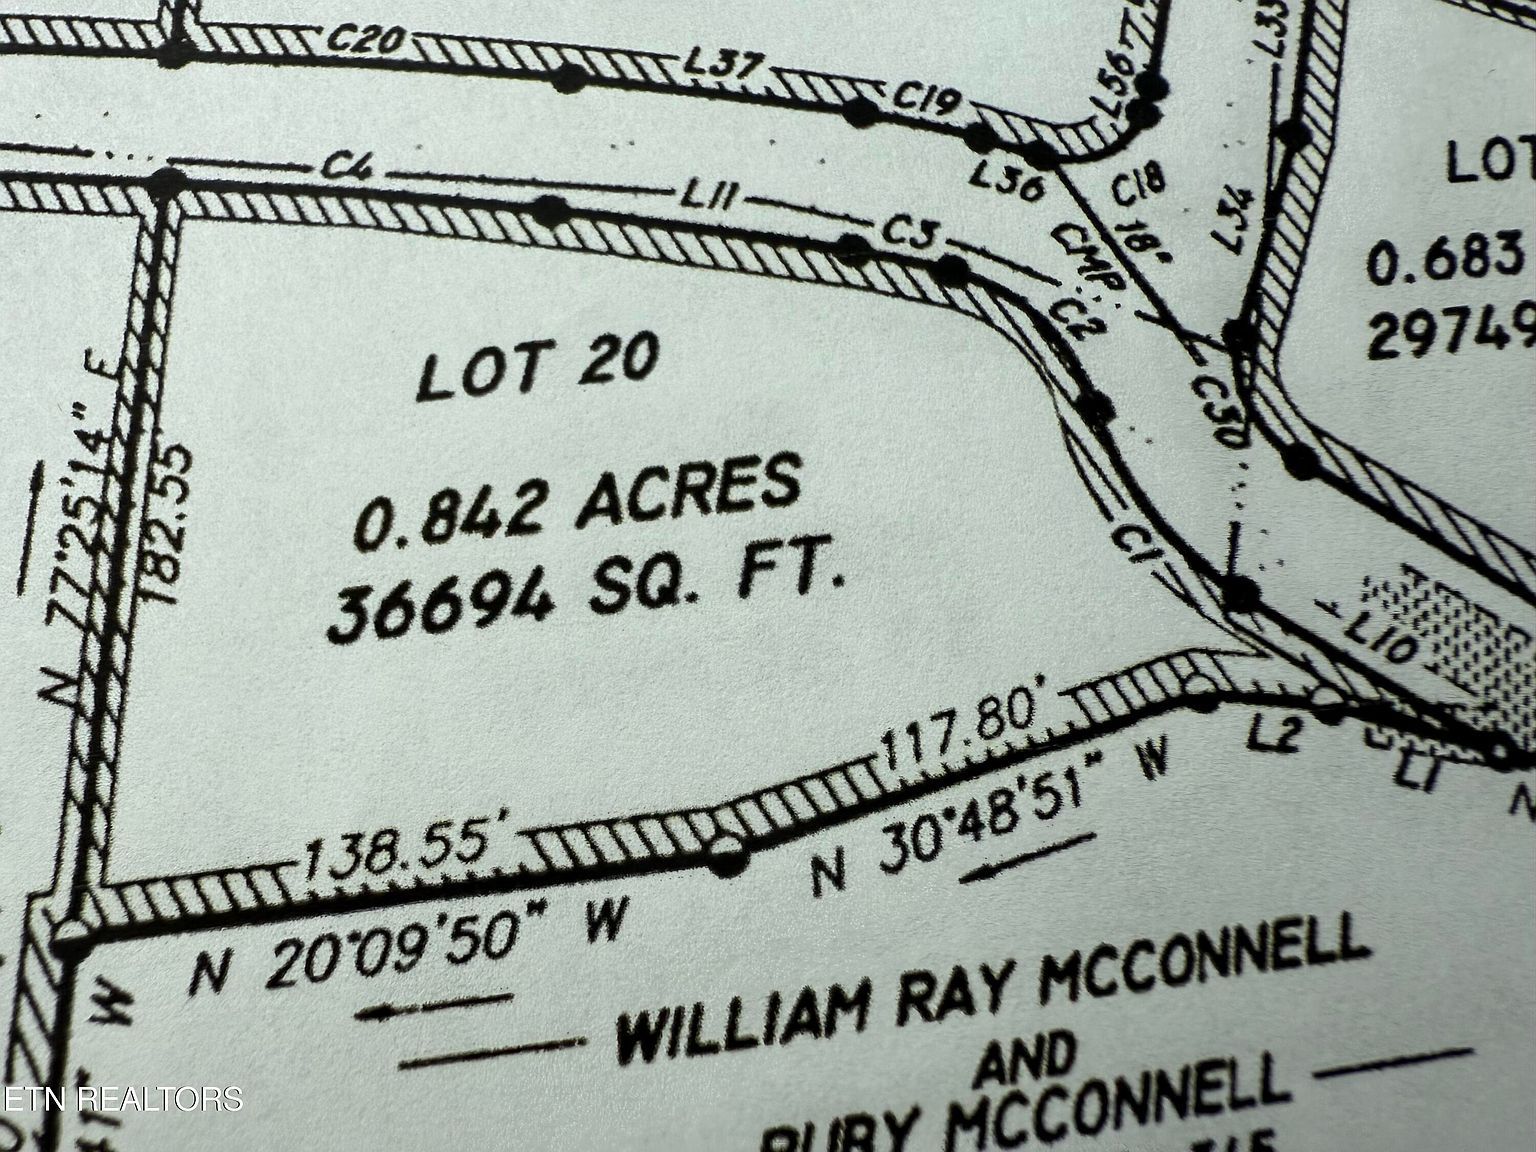 C20
L37
C19
L56
L33
L36
C18
18"
CMP
C4
L11
C3
C2
L34
LOT
0.683
29749
C30
LOT 20
0.842 ACRES
36694 SQ. FT.
N 77°25'14" E
182.55'
C1
L10
L2
L1
N
117.80'
N 30°48'51" W
138.55'
N 20°09'50" W
W
WILLIAM RAY MCCONNELL
AND
RUBY MCCONNELL
ETN REALTORS